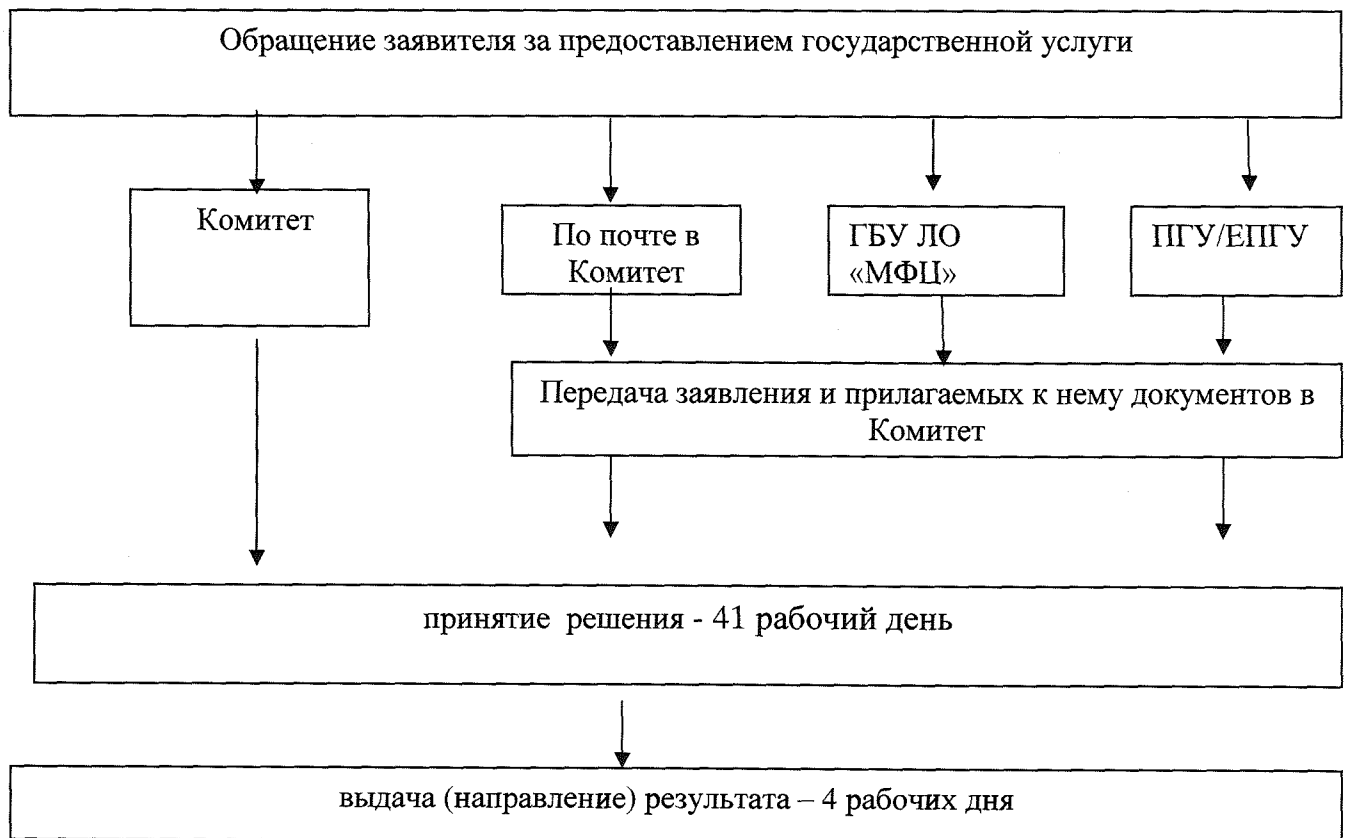 Обращение заявителя за предоставлением государственной услуги
Комитет
По почте в
Комитет
ГБУ ЛО
«МФЦ»
ПГУ/ЕПГУ
Передача заявления и прилагаемых к нему документов в
Комитет
принятие решения - 41 рабочий день
выдача (направление) результата – 4 рабочих дня